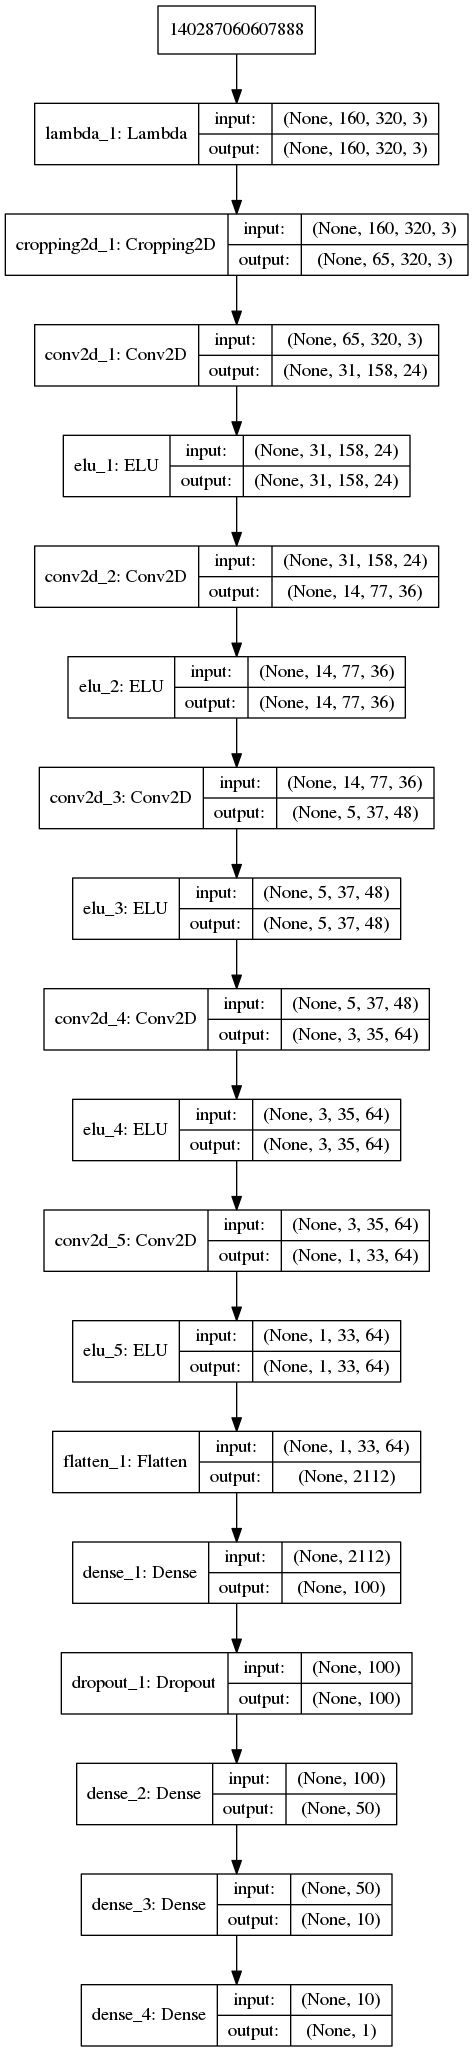 140287060607888
lambda_1: Lambda
input: (None, 160, 320, 3)
output: (None, 160, 320, 3)
cropping2d_1: Cropping2D
input: (None, 160, 320, 3)
output: (None, 65, 320, 3)
conv2d_1: Conv2D
input: (None, 65, 320, 3)
output: (None, 31, 158, 24)
elu_1: ELU
input: (None, 31, 158, 24)
output: (None, 31, 158, 24)
conv2d_2: Conv2D
input: (None, 31, 158, 24)
output: (None, 14, 77, 36)
elu_2: ELU
input: (None, 14, 77, 36)
output: (None, 14, 77, 36)
conv2d_3: Conv2D
input: (None, 14, 77, 36)
output: (None, 5, 37, 48)
elu_3: ELU
input: (None, 5, 37, 48)
output: (None, 5, 37, 48)
conv2d_4: Conv2D
input: (None, 5, 37, 48)
output: (None, 3, 35, 64)
elu_4: ELU
input: (None, 3, 35, 64)
output: (None, 3, 35, 64)
conv2d_5: Conv2D
input: (None, 3, 35, 64)
output: (None, 1, 33, 64)
elu_5: ELU
input: (None, 1, 33, 64)
output: (None, 1, 33, 64)
flatten_1: Flatten
input: (None, 1, 33, 64)
output: (None, 2112)
dense_1: Dense
input: (None, 2112)
output: (None, 100)
dropout_1: Dropout
input: (None, 100)
output: (None, 100)
dense_2: Dense
input: (None, 100)
output: (None, 50)
dense_3: Dense
input: (None, 50)
output: (None, 10)
dense_4: Dense
input: (None, 10)
output: (None, 1)